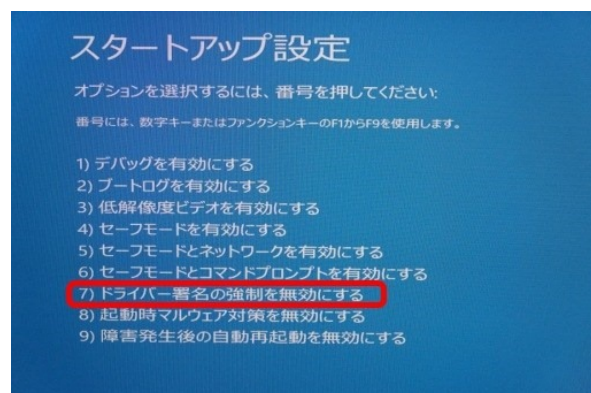 スタートアップ設定
オプションを選択するには、番号を押してください:
番号には、数字キーまたはファンクションキーのF1からF9を使用します。
1) デバッグを有効にする
2) ブートログを有効にする
3) 低解像度ビデオを有効にする
4) セーフモードを有効にする
5) セーフモードとネットワークを有効にする
6) セーフモードとコマンドプロンプトを有効にする
7) ドライバー署名の強制を無効にする
8) 起動時マルウェア対策を無効にする
9) 障害発生後の自動再起動を無効にする